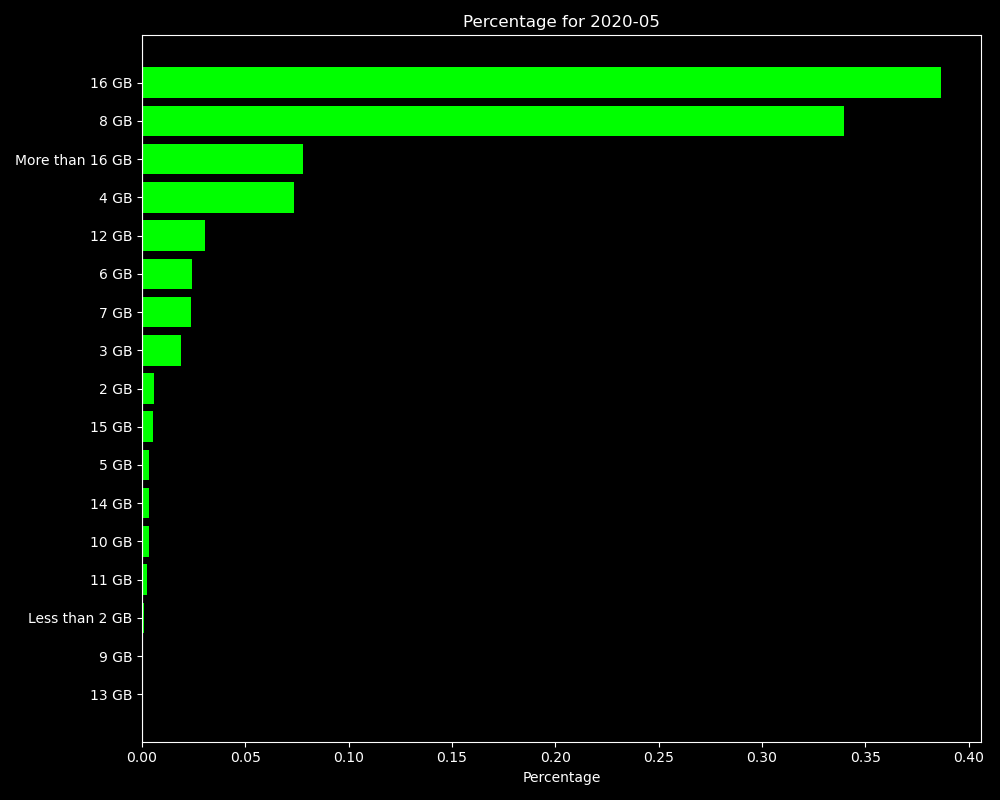 Percentage for 2020-05
16 GB
8 GB
More than 16 GB
4 GB
12 GB
6 GB
7 GB
3 GB
2 GB
15 GB
5 GB
14 GB
10 GB
11 GB
Less than 2 GB
9 GB
13 GB
0.00 0.05 0.10 0.15 0.20 0.25 0.30 0.35 0.40
Percentage